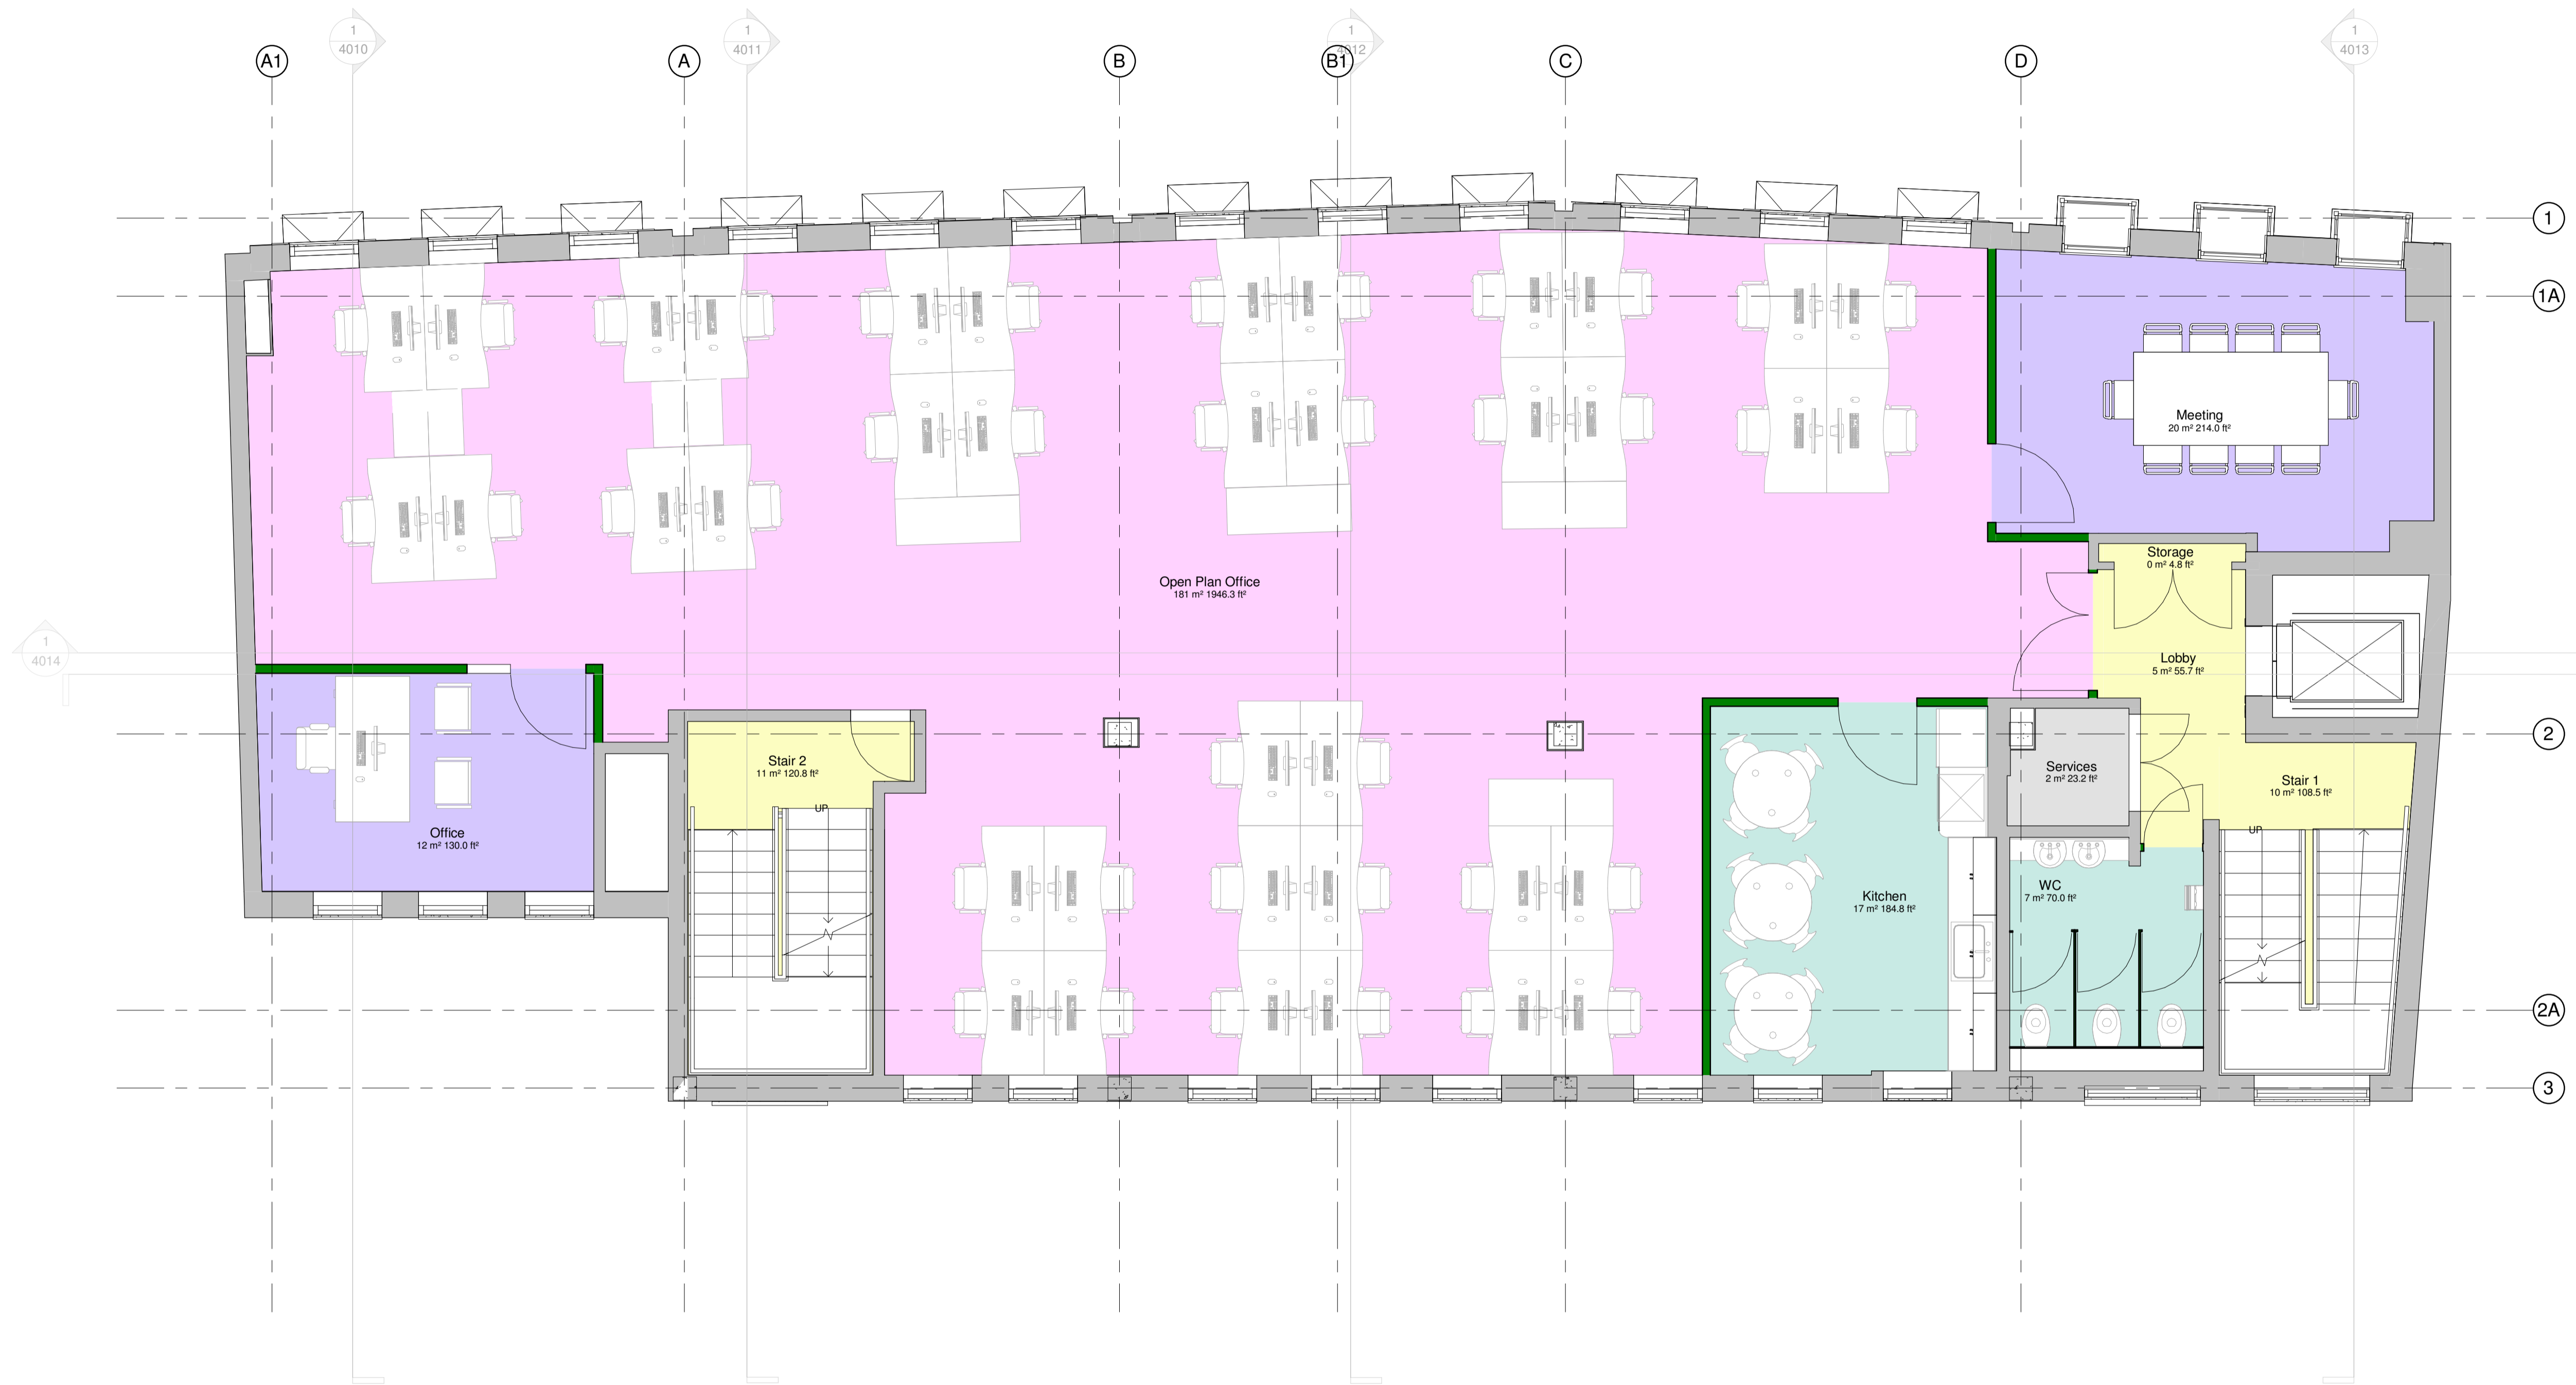 1
4010
1
4011
1
4012
1
4013
A1
A
B
B1
C
D
1
1A
Meeting
20 m² 214.0 ft²
Storage
0 m² 4.8 ft²
Open Plan Office
181 m² 1946.3 ft²
1
4014
Lobby
5 m² 55.7 ft²
2
Stair 2
11 m² 120.8 ft²
Services
2 m² 23.2 ft²
Stair 1
10 m² 108.5 ft²
UP
UP
Office
12 m² 130.0 ft²
Kitchen
17 m² 184.8 ft²
WC
7 m² 70.0 ft²
2A
3